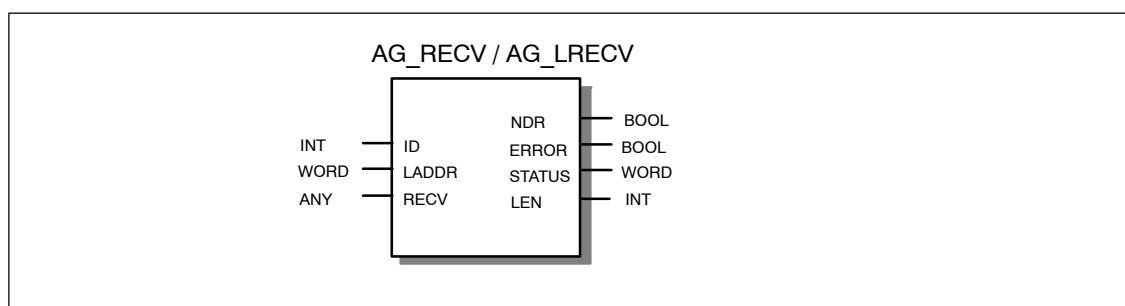 AG_RECV / AG_LRECV
NDR BOOL
INT ID ERROR BOOL
WORD LADDR STATUS WORD
ANY RECV LEN INT